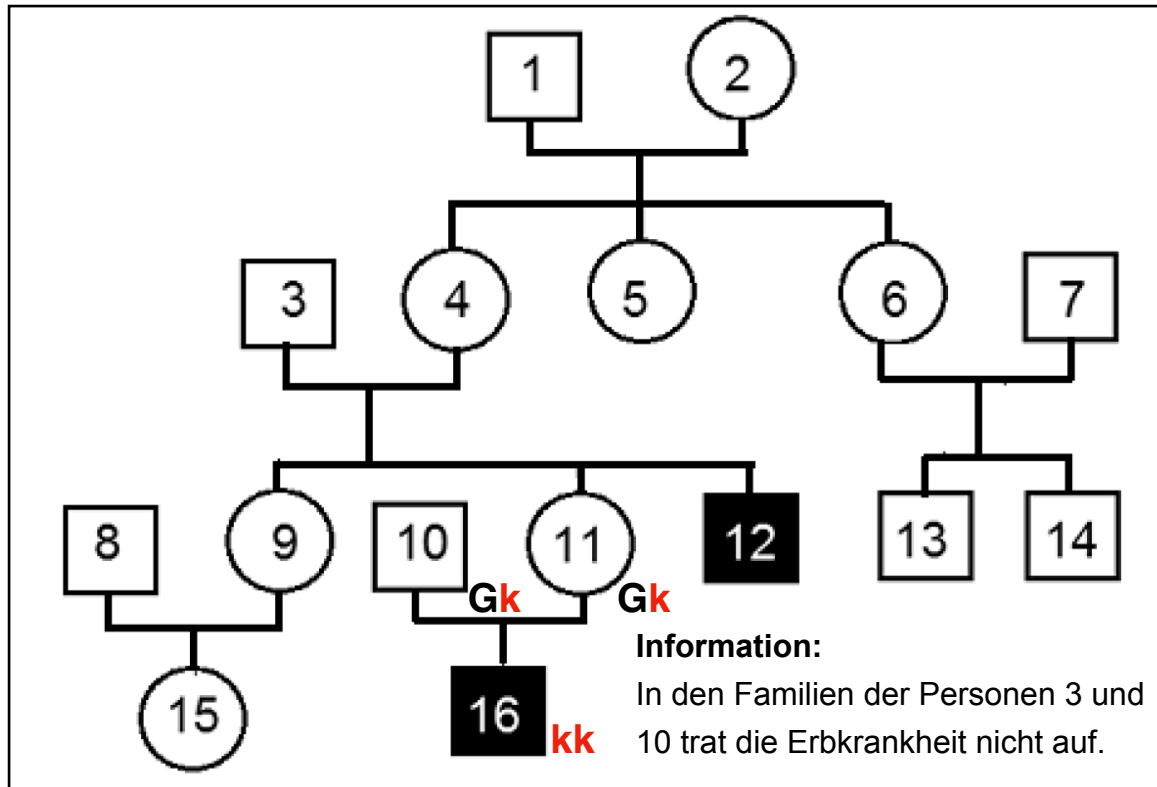 1 2
3 4 5 6 7
8 9 10 11 12 13 14
Gk Gk
Information:
In den Familien der Personen 3 und
10 trat die Erbkrankheit nicht auf.
15 16 kk